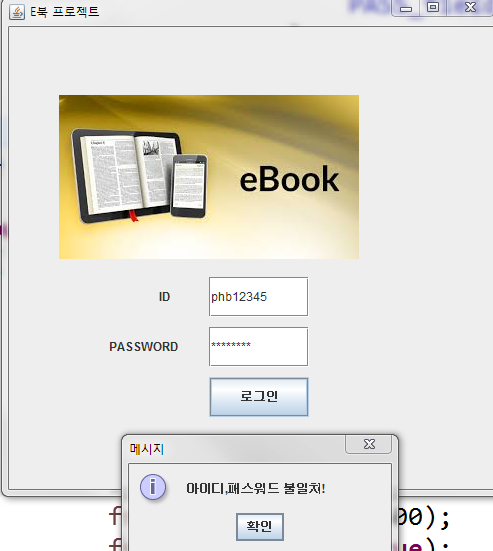 E북 프로젝트
eBook
ID
phb12345
PASSWORD
********
로그인
메시지
아이디,패스워드 불일치!
확인
00);